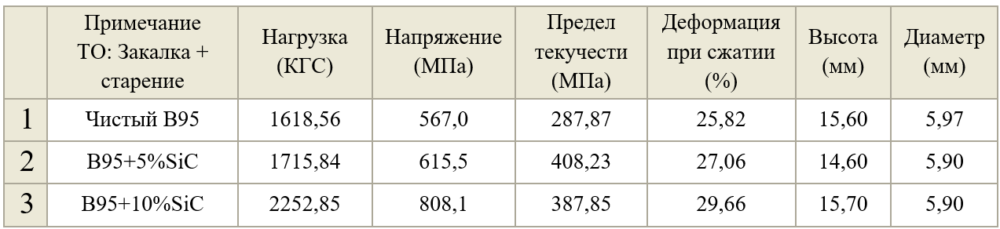 Примечание
ТО: Закалка +
старение
Нагрузка
(КГС)
Напряжение
(МПа)
Предел
текучести
(МПа)
Деформация
при сжатии
(%)
Высота
(мм)
Диаметр
(мм)
1 Чистый В95 1618,56 567,0 287,87 25,82 15,60 5,97
2 В95+5%SiC 1715,84 615,5 408,23 27,06 14,60 5,90
3 В95+10%SiC 2252,85 808,1 387,85 29,66 15,70 5,90